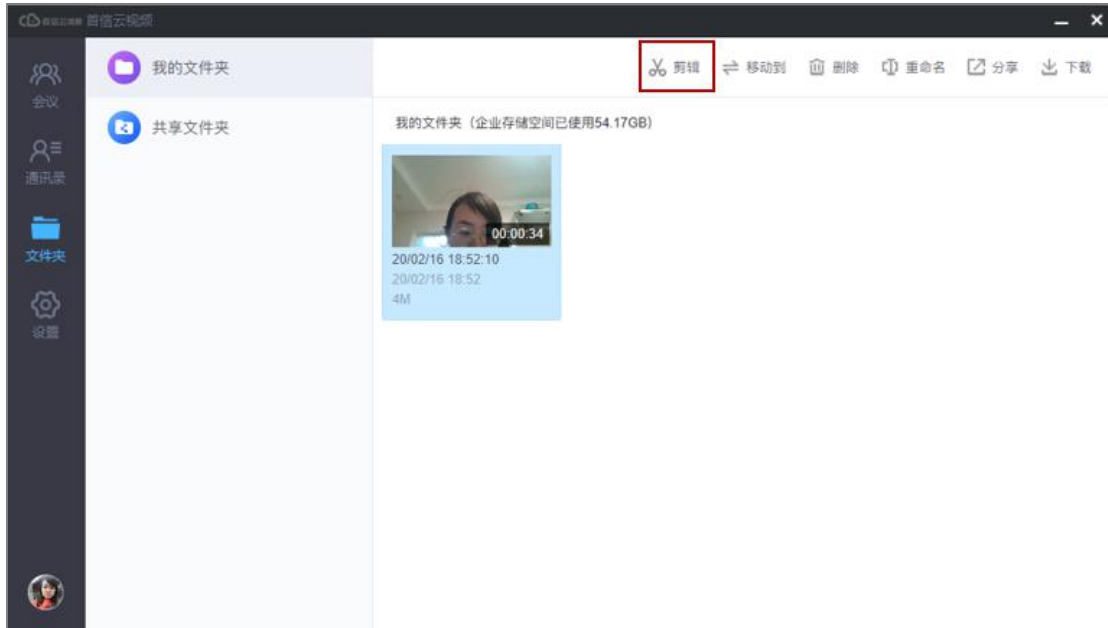 首信云视频
会议
通讯录
文件夹
设置
我的文件夹
共享文件夹
剪辑 移动到 删除 重命名 分享 下载
我的文件夹（企业存储空间已使用54.17GB）
00:00:34
20/02/16 18:52:10
20/02/16 18:52
4M